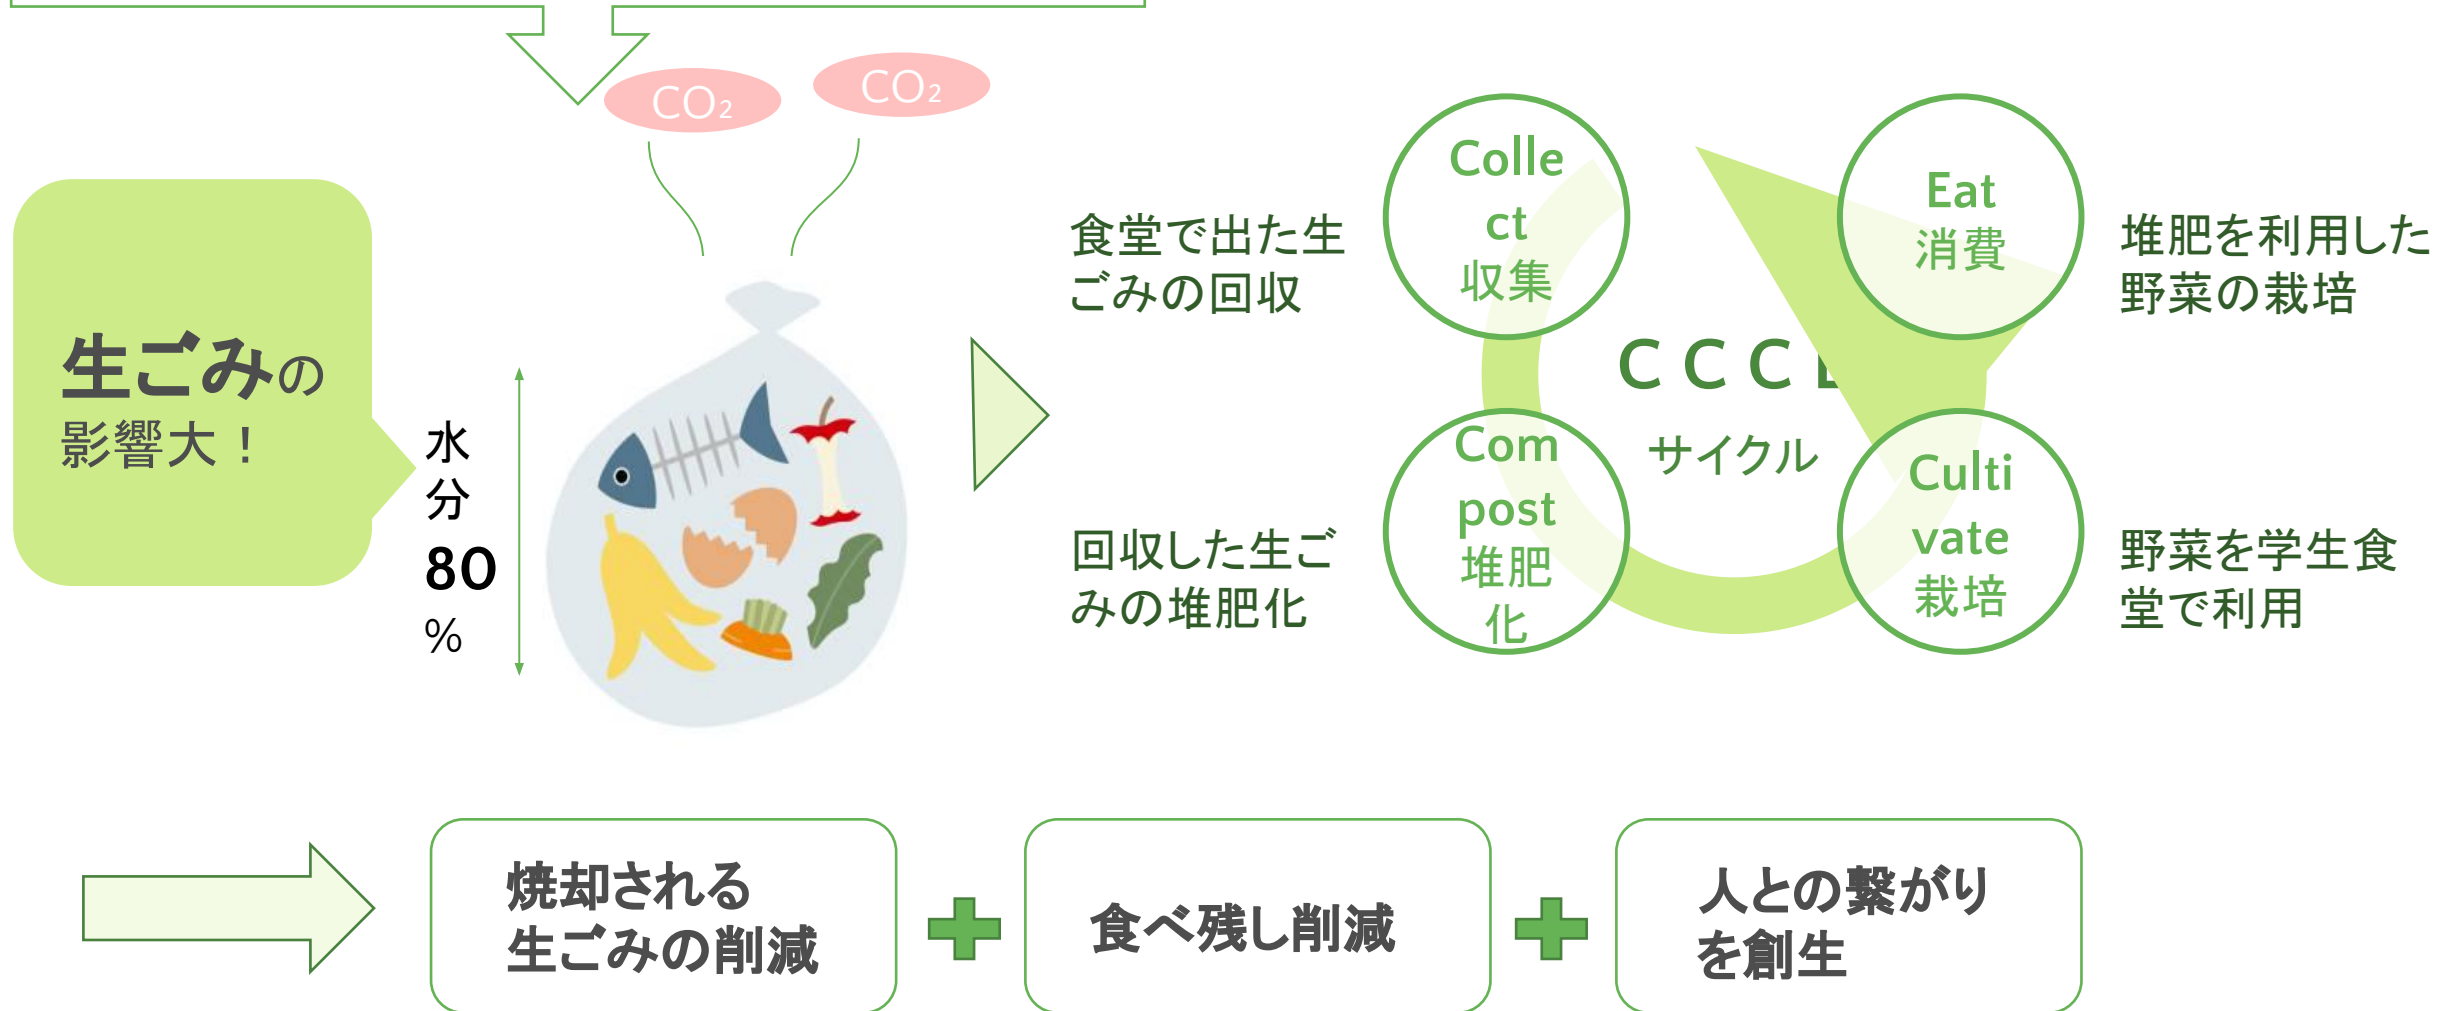 CO₂
CO₂
生ごみの
影響大！
水
分
80
%
食堂で出た生
ごみの回収
Colle
ct
収集
Eat
消費
堆肥を利用した
野菜の栽培
C C C
サイクル
回収した生ご
みの堆肥化
Com
post
堆肥
化
Culti
vate
栽培
野菜を学生食
堂で利用
焼却される
生ごみの削減
食べ残し削減
人との繋がり
を創生